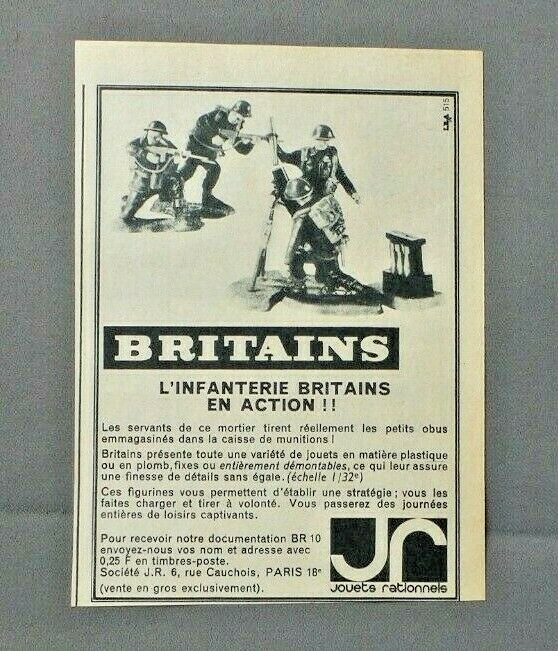 BRITAINS
L'INFANTERIE BRITAINS
EN ACTION !!
Les servants de ce mortier tirent réellement les petits obus
emmagasinés dans la caisse de munitions !
Britains présente toute une variété de jouets en matière plastique
ou en plomb, fixes ou entièrement démontables, ce qui leur assure
une finesse de détails sans égale. (échelle 1/32e)
Ces figurines vous permettent d'établir une stratégie ; vous les
faites charger et tirer à volonté. Vous passerez des journées
entières de loisirs captivants.
Pour recevoir notre documentation BR 10
envoyez-nous vos nom et adresse avec
0,25 F en timbres-poste.
Société J.R. 6, rue Cauchois, PARIS 18e
(vente en gros exclusivement).
Jr
jouets rationnels
515